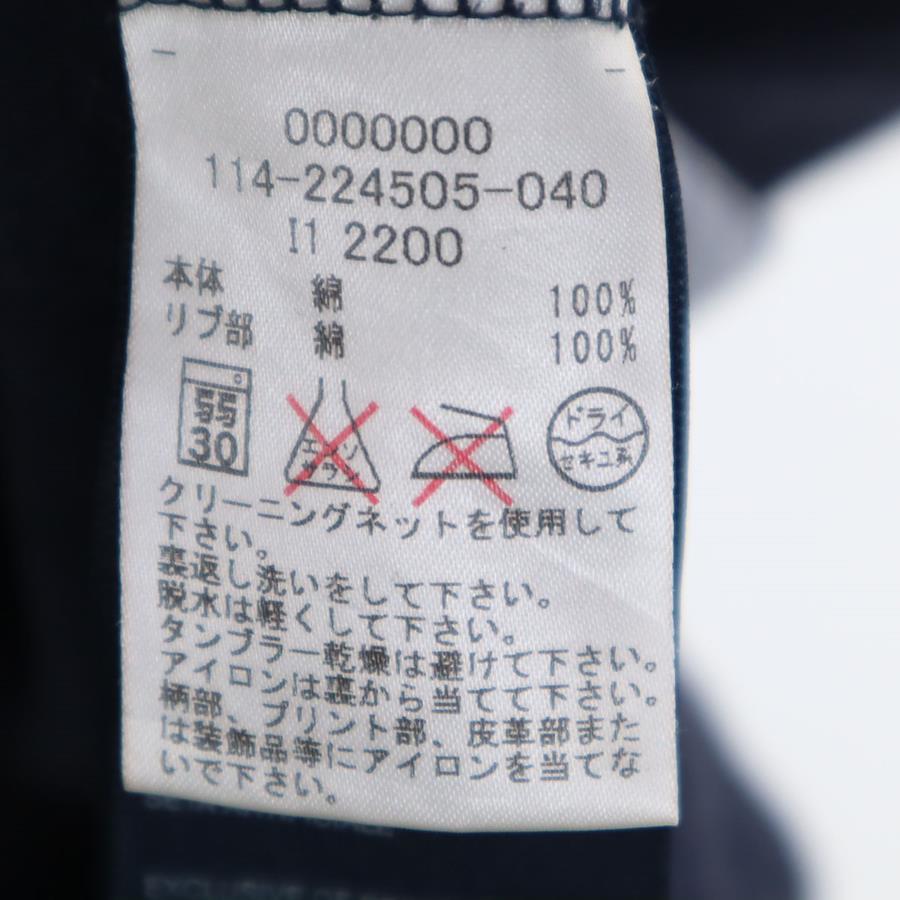 0000000
114-224505-040
I1 2200
本体 綿 100%
リブ部 綿 100%
弱
30
エンソ
サラシ
ドライ
セキユ系
クリーニングネットを使用して
下さい。
裏返し洗いをして下さい。
脱水は軽くして下さい。
タンブラー乾燥は避けて下さい。
アイロンは裏から当てて下さい。
柄部、プリント部、皮革部また
は装飾品等にアイロンを当てな
いで下さい。